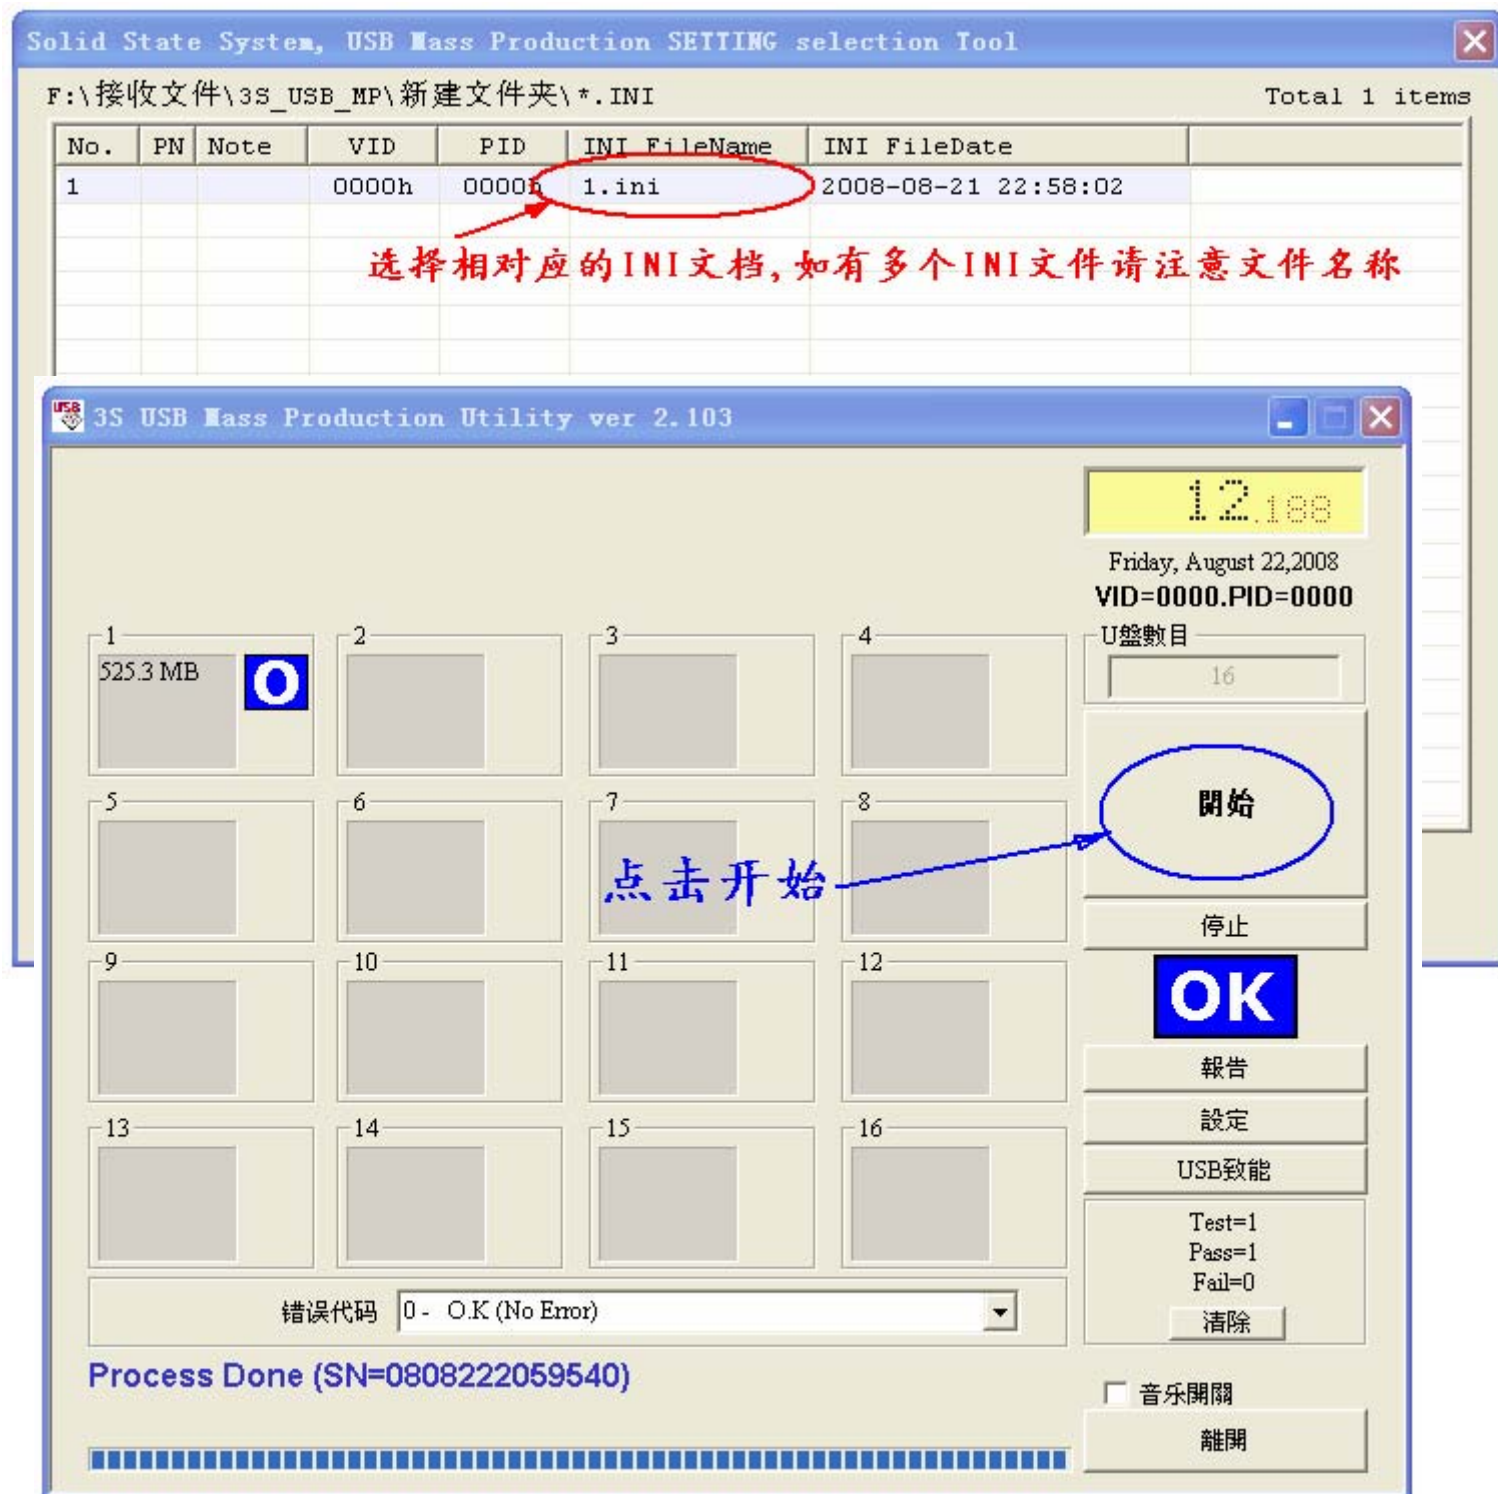 Solid State System, USB Mass Production SETTING selection Tool
F:\接收文件\3S_USB_MP\新建文件夹\*.INI Total 1 items
No. PN Note VID PID INI FileName INI FileDate
1 0000h 0000h 1.ini 2008-08-21 22:58:02
选择相对应的INI文档,如有多个INI文件请注意文件名称
3S USB Mass Production Utility ver 2.103
12.188
Friday, August 22,2008
VID=0000.PID=0000
U盤數目
16
1 2 3 4
525.3 MB O
開始
5 6 7 8
点击开始
停止
9 10 11 12
OK
報告
設定
13 14 15 16
USB致能
Test=1
Pass=1
Fail=0
清除
错误代码 0 - O.K (No Error)
Process Done (SN=0808222059540)
音乐開關
離開